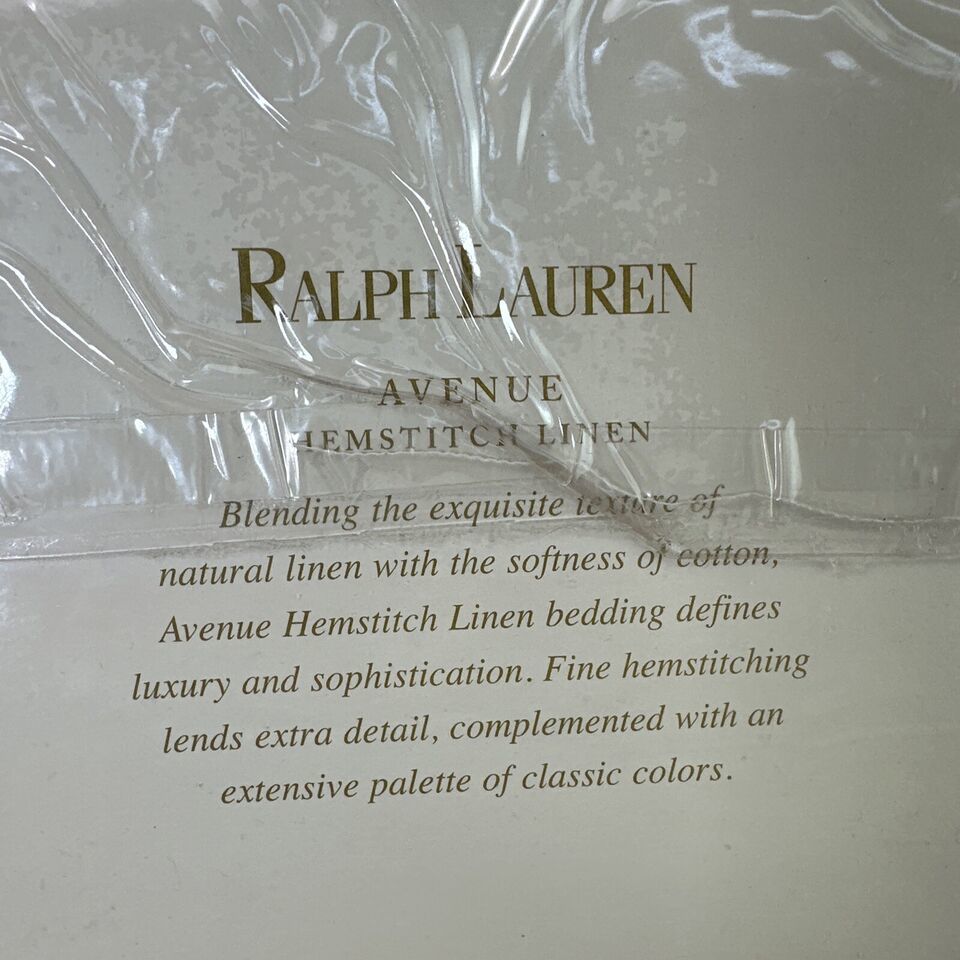 RALPH LAUREN
AVENUE
HEMSTITCH LINEN
Blending the exquisite texture of
natural linen with the softness of cotton,
Avenue Hemstitch Linen bedding defines
luxury and sophistication. Fine hemstitching
lends extra detail, complemented with an
extensive palette of classic colors.